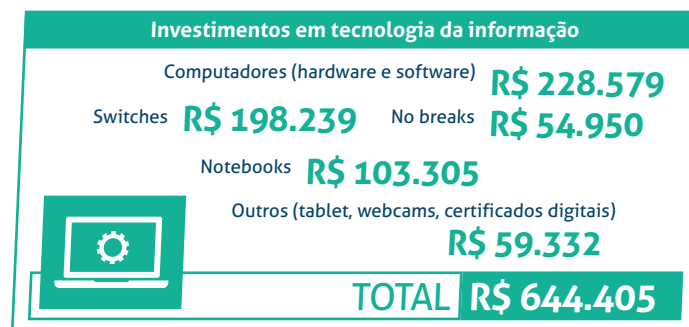 Investimentos em tecnologia da informação
Computadores (hardware e software) R$ 228.579
Switches R$ 198.239 No breaks R$ 54.950
Notebooks R$ 103.305
Outros (tablet, webcams, certificados digitais)
R$ 59.332
TOTAL R$ 644.405